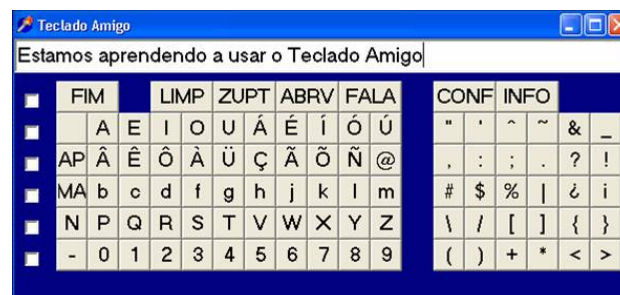 Teclado Amigo
Estamos aprendendo a usar o Teclado Amigo
FIM LIMP ZUPT ABRV FALA CONF INFO
A E I O U Á É Í Ó Ú " ' ^ ~ & _
AP Â Ê Ô À Ü Ç Ã Õ Ñ @ , : ; . ? !
MA b c d f g h j k l m # $ % | ¿ ¡
N P Q R S T V W X Y Z \ / [ ] { }
- 0 1 2 3 4 5 6 7 8 9 ( ) + * < >